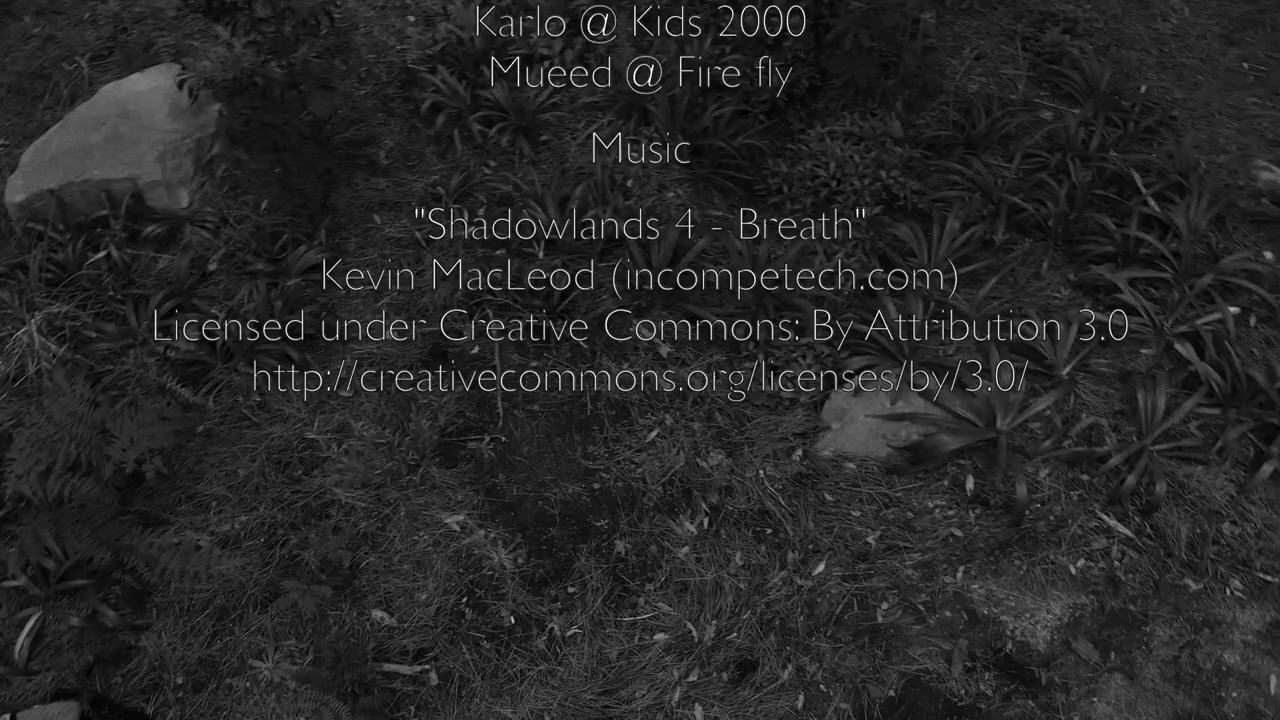 Karlo @ Kids 2000
Mueed @ Fire fly
Music
"Shadowlands 4 - Breath"
Kevin MacLeod (incompetech.com)
Licensed under Creative Commons: By Attribution 3.0
http://creativecommons.org/licenses/by/3.0/